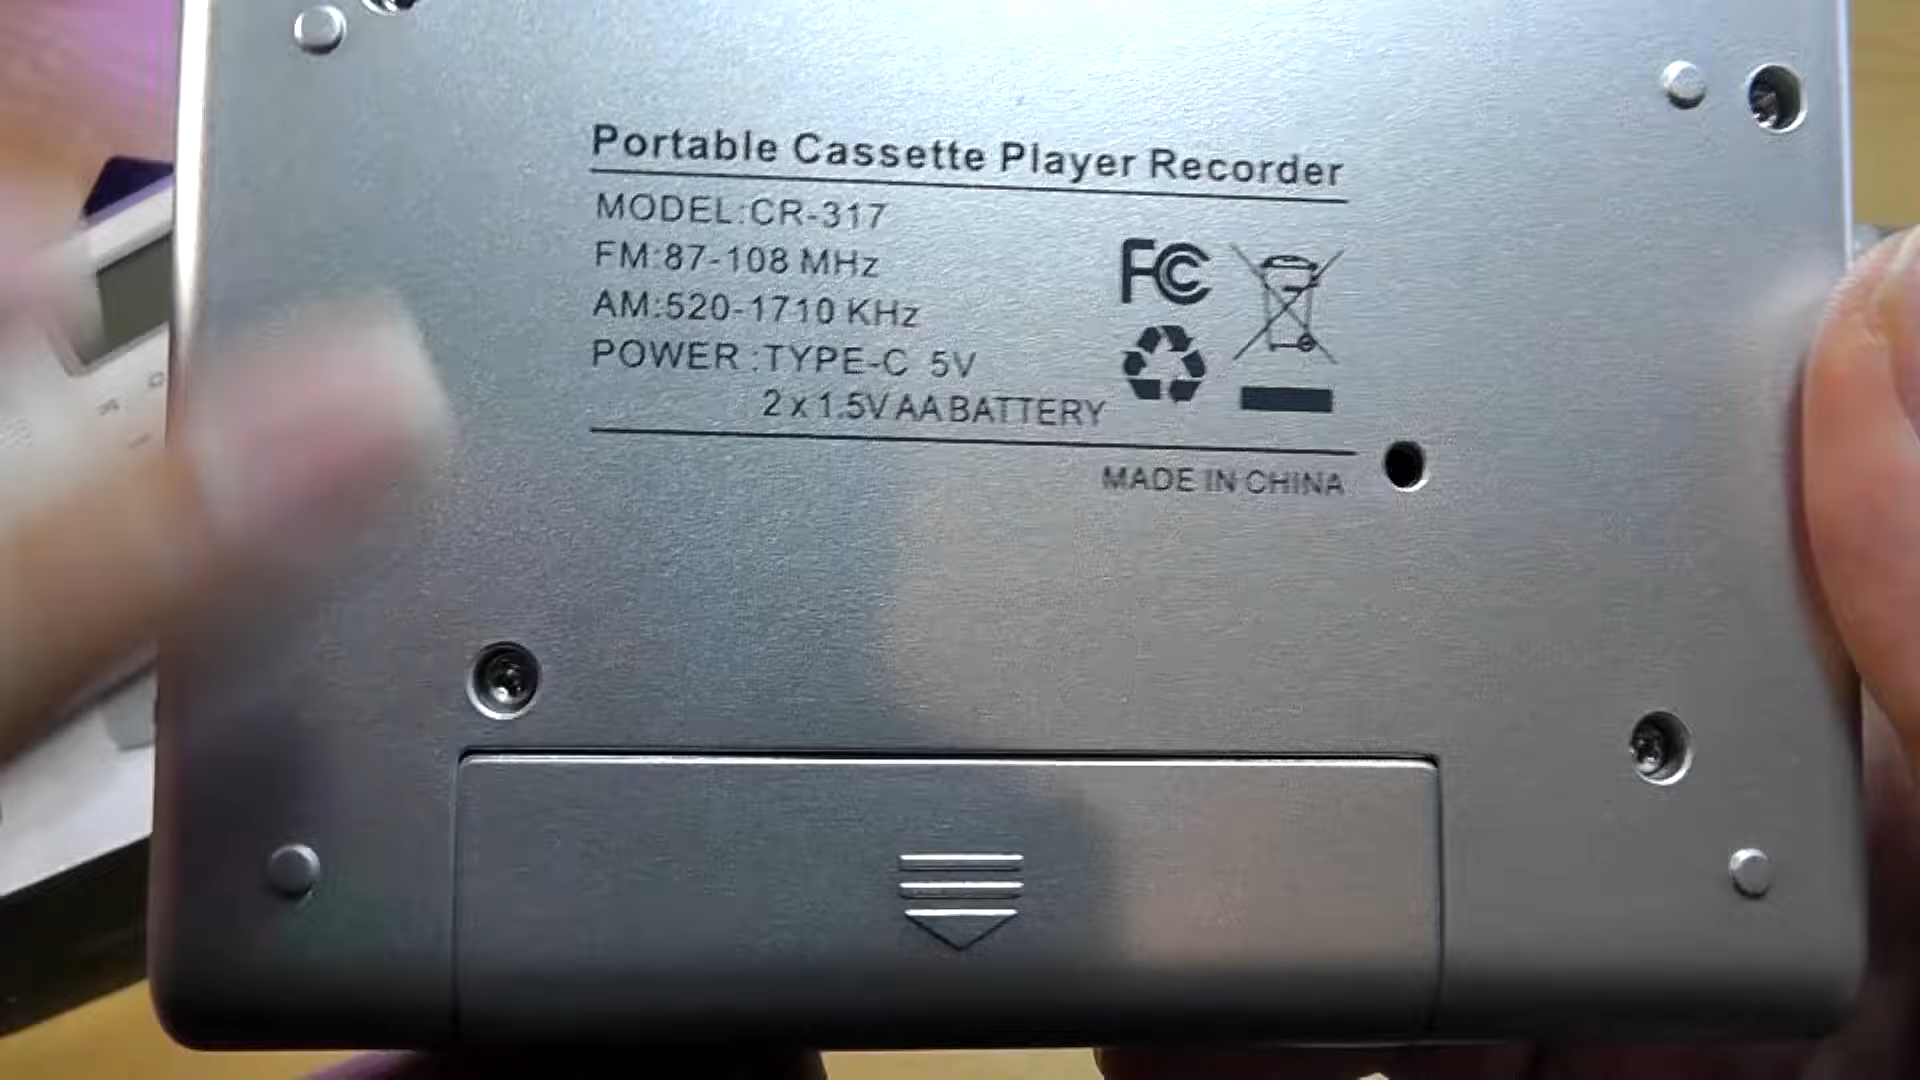 Portable Cassette Player Recorder
MODEL:CR-317
FM:87-108 MHz
AM:520-1710 KHz
POWER:TYPE-C 5V
2 x 1.5V AA BATTERY
FC
MADE IN CHINA